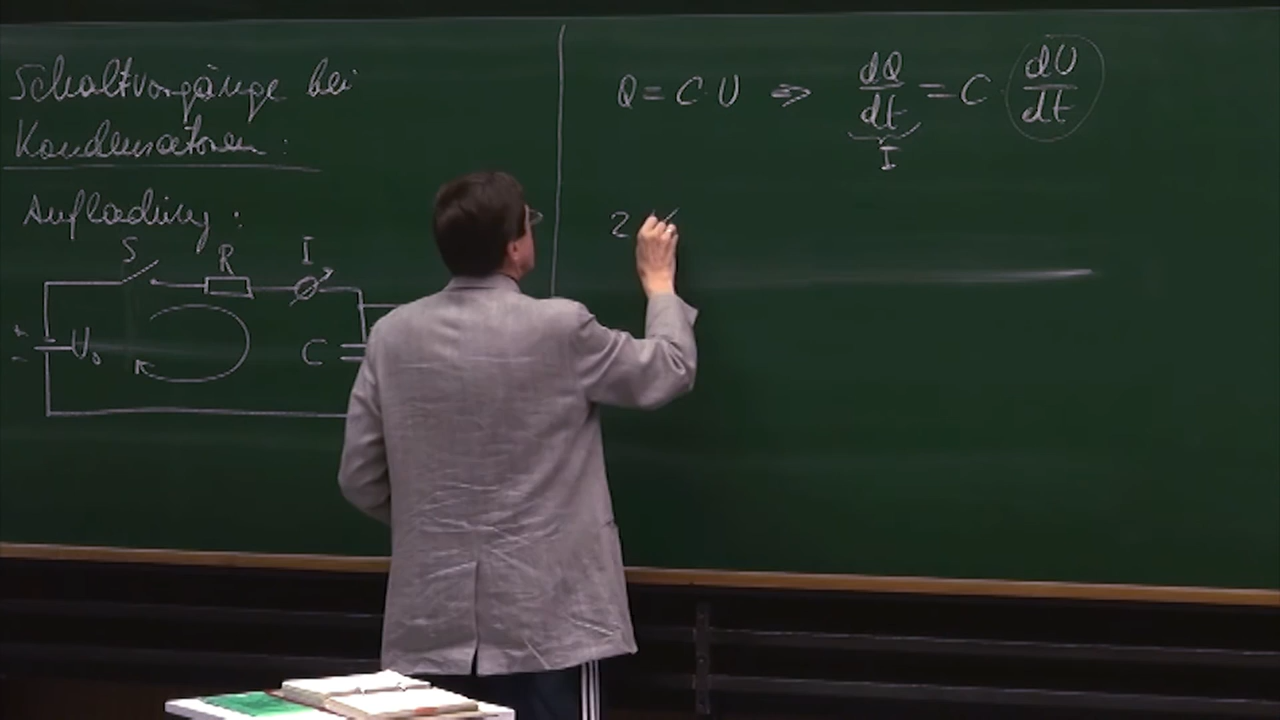 Schaltvorgänge bei
Kondensatoren:
Aufladung:
S
R
I
+
-
U₀
C
Q = C · U ⇒ dQ/dt = C · dU/dt
I
2